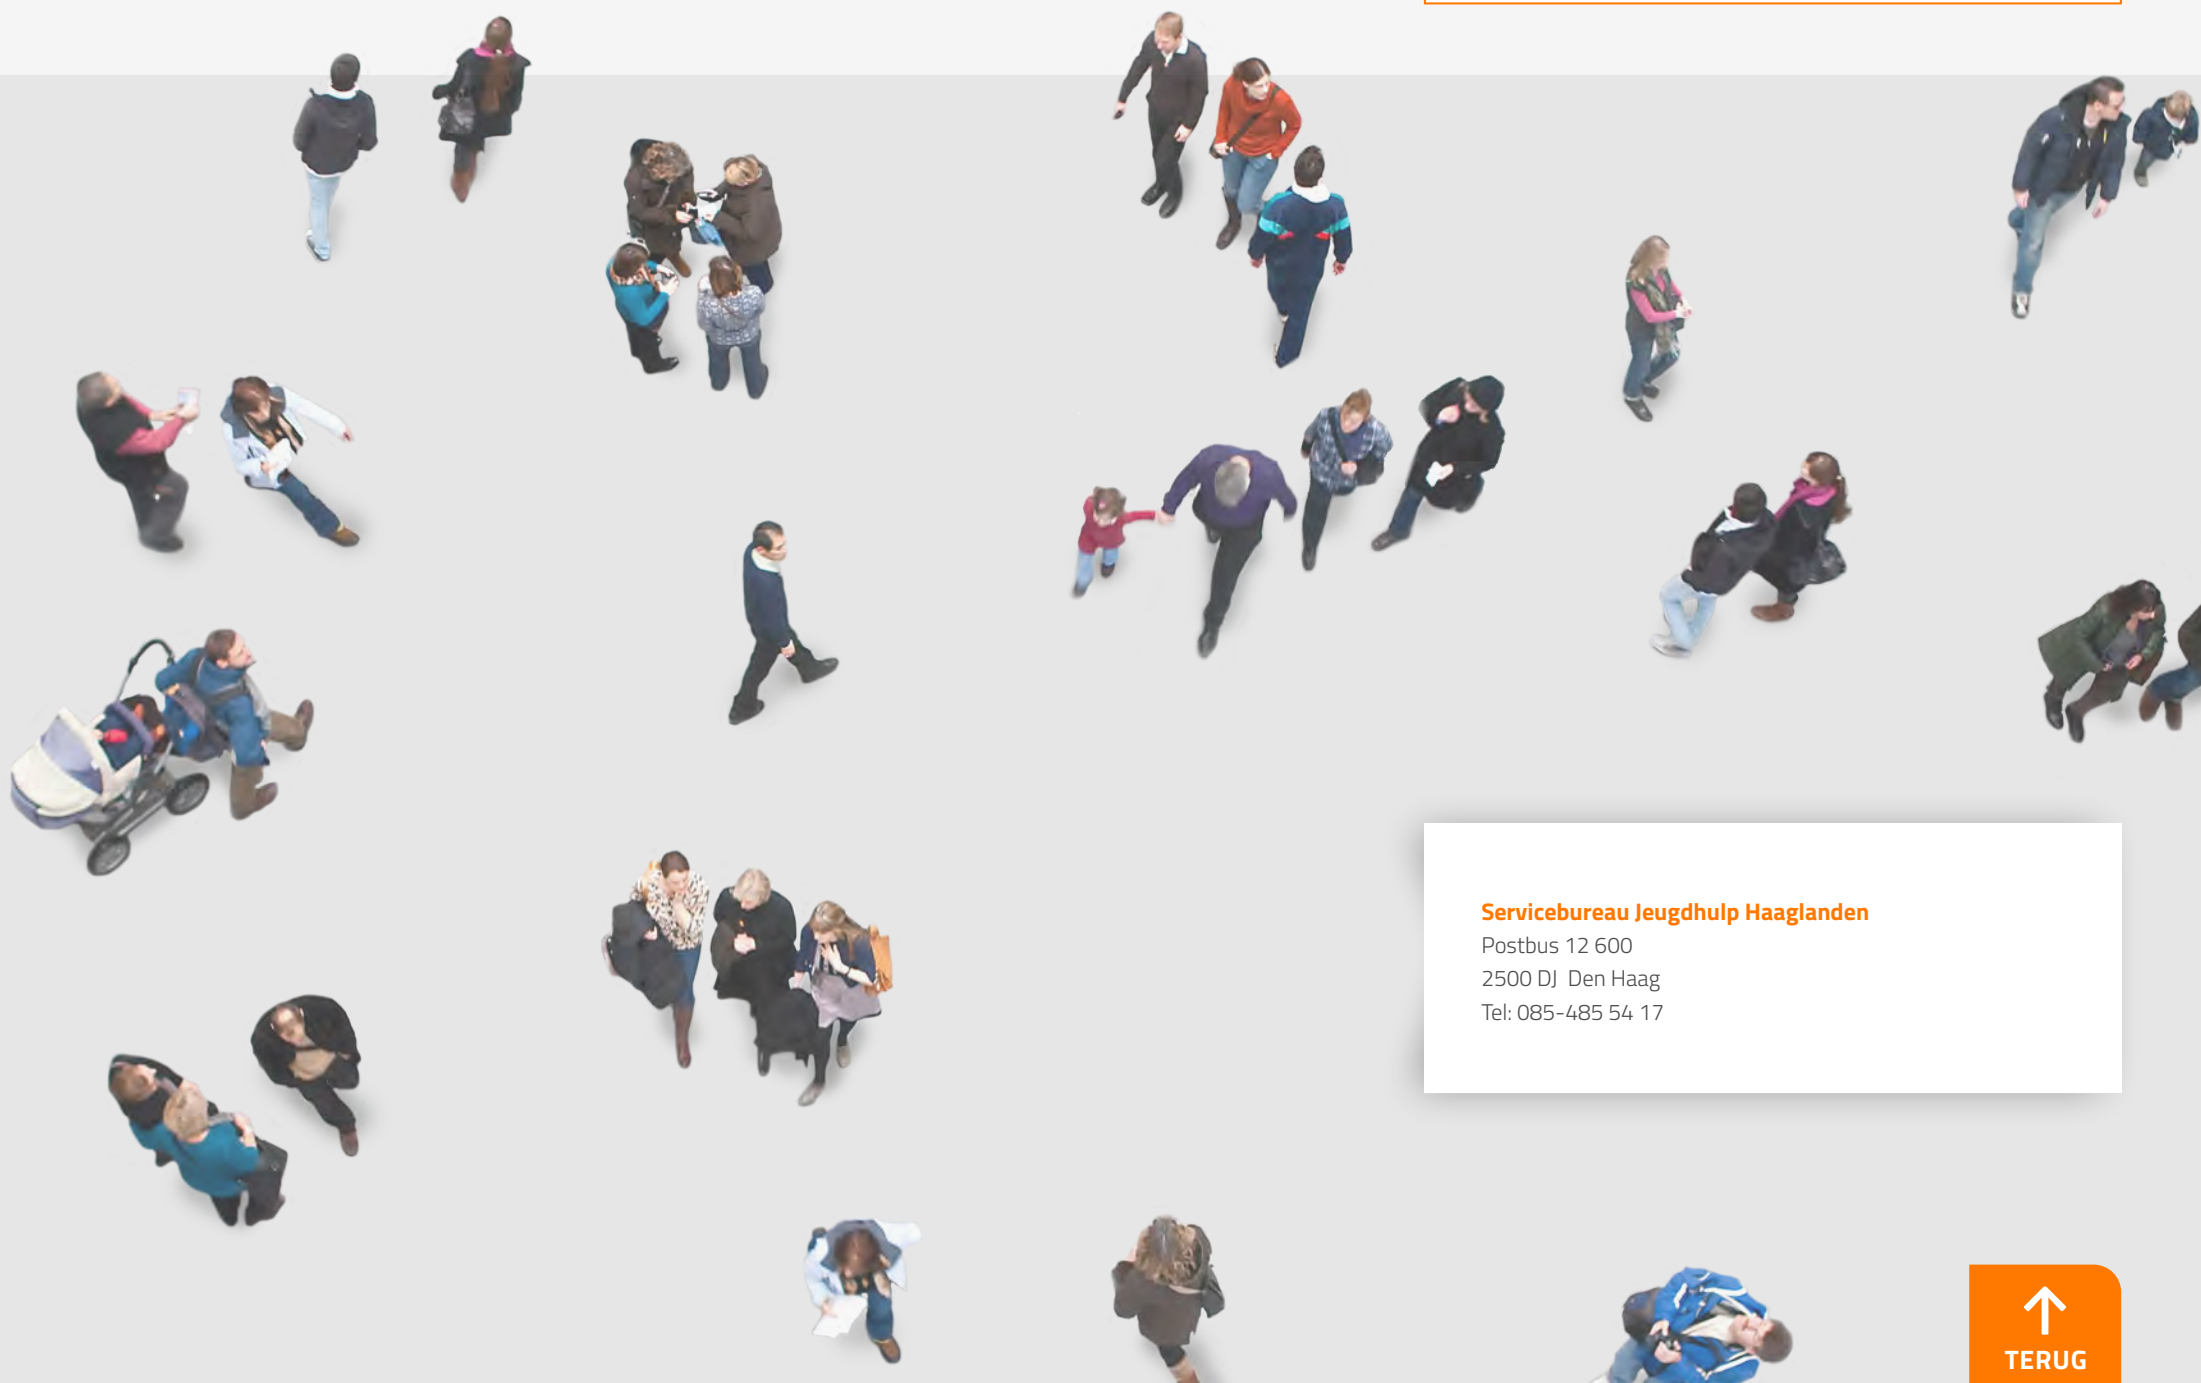 Servicebureau Jeugdhulp Haaglanden
Postbus 12 600
2500 DJ  Den Haag
Tel: 085-485 54 17
TERUG